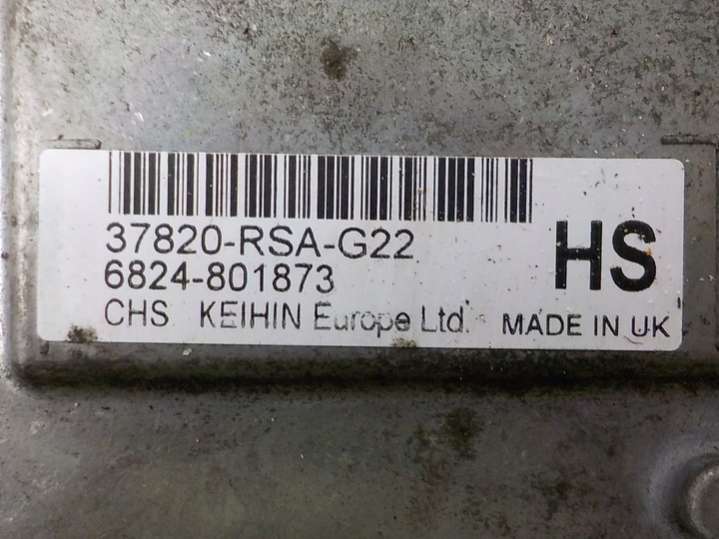 37820-RSA-G22
6824-801873
HS
CHS KEIHIN Europe Ltd. MADE IN UK